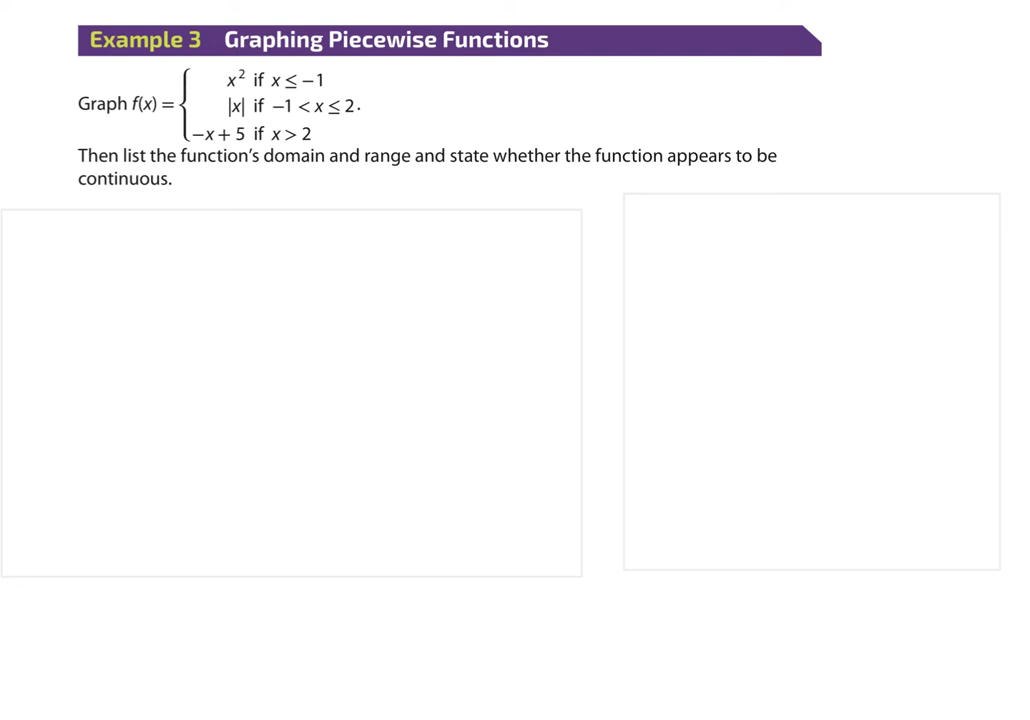 Example 3 Graphing Piecewise Functions
x² if x ≤ −1
Graph f(x) = { |x| if −1 < x ≤ 2.
−x + 5 if x > 2
Then list the function's domain and range and state whether the function appears to be
continuous.